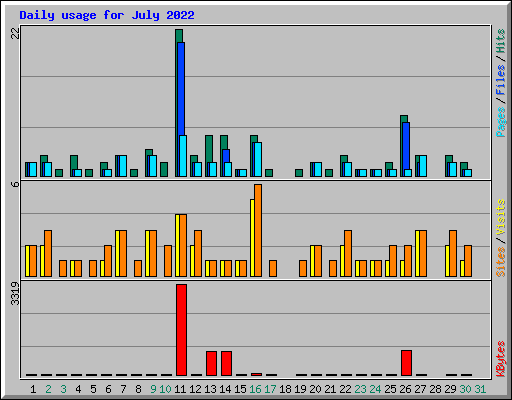 Daily usage for July 2022
22
Pages / Files / Hits
6
Sites / Visits
3319
KBytes
1 2 3 4 5 6 7 8 9 10 11 12 13 14 15 16 17 18 19 20 21 22 23 24 25 26 27 28 29 30 31